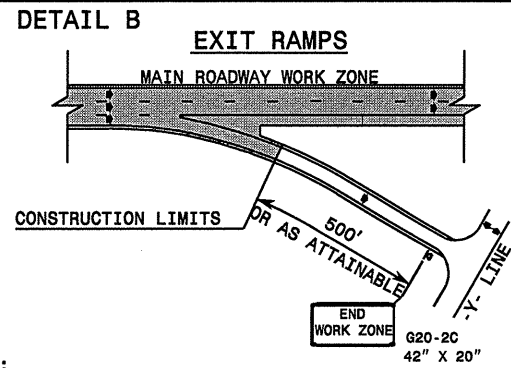 DETAIL B
EXIT RAMPS
MAIN ROADWAY WORK ZONE
CONSTRUCTION LIMITS
500'
OR AS ATTAINABLE
-Y- LINE
END
WORK ZONE
G20-2C
42" X 20"